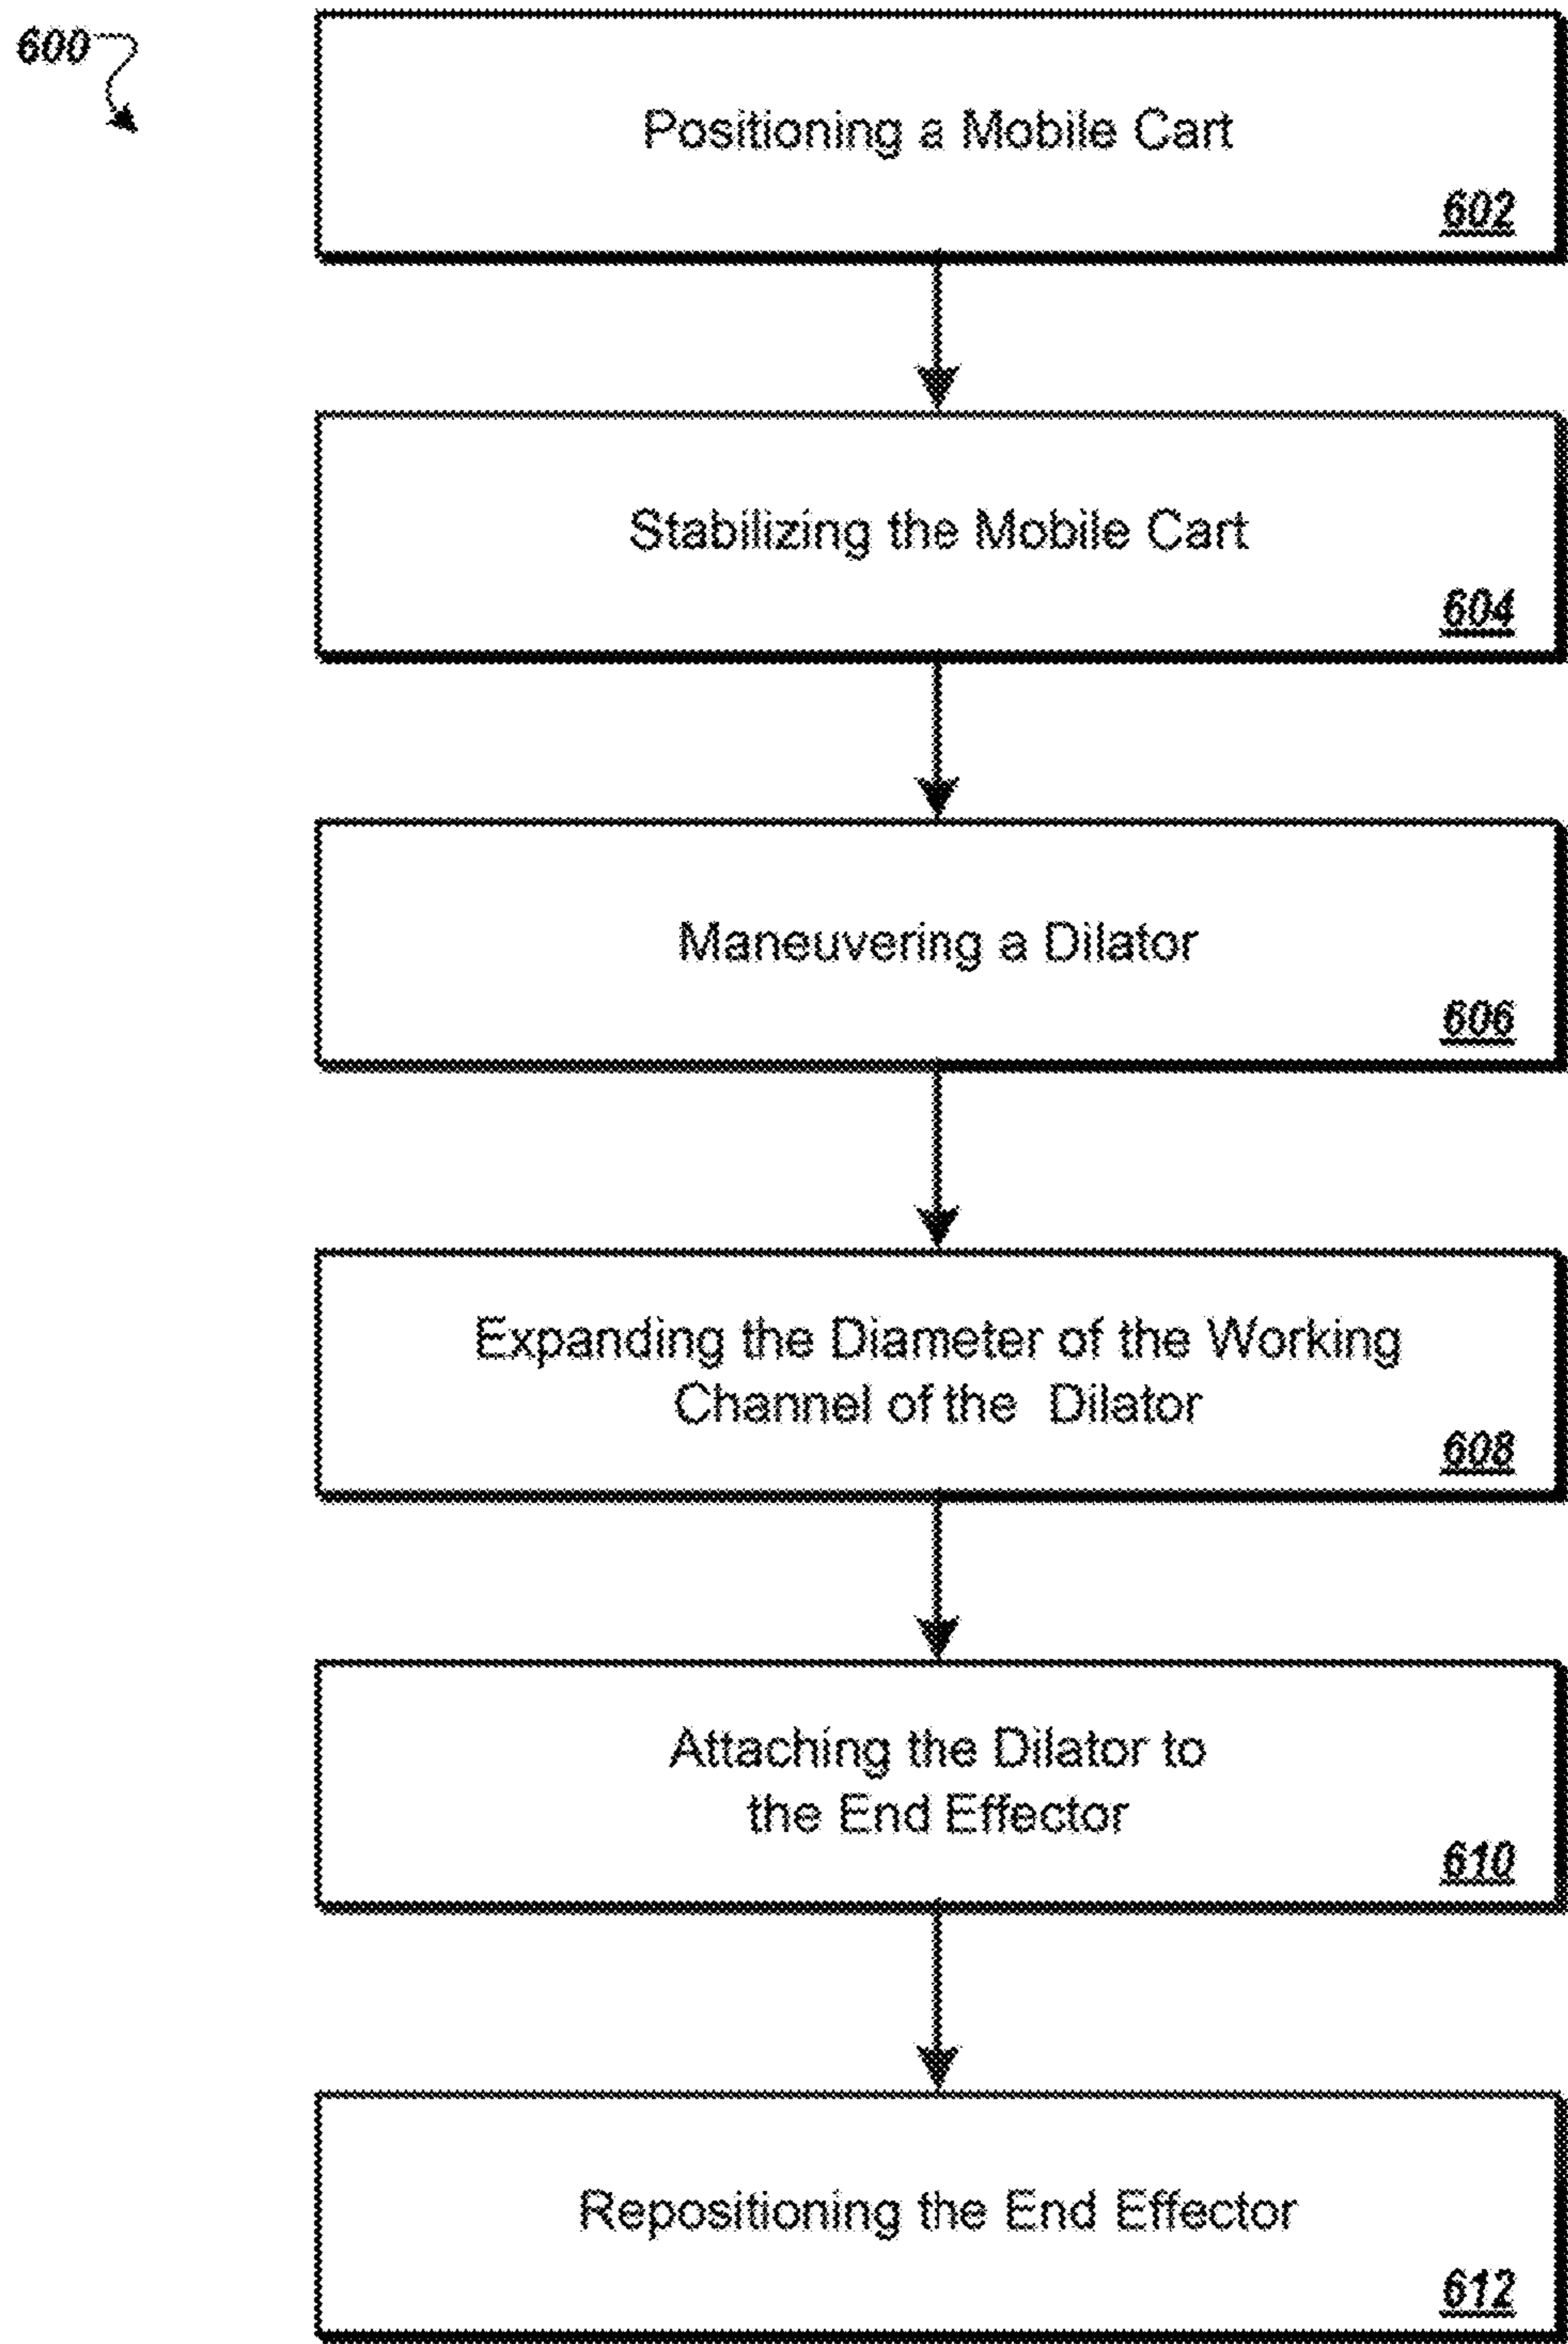 600
Positioning a Mobile Cart
602
Stabilizing the Mobile Cart
604
Maneuvering a Dilator
606
Expanding the Diameter of the Working
Channel of the Dilator
608
Attaching the Dilator to
the End Effector
610
Repositioning the End Effector
612